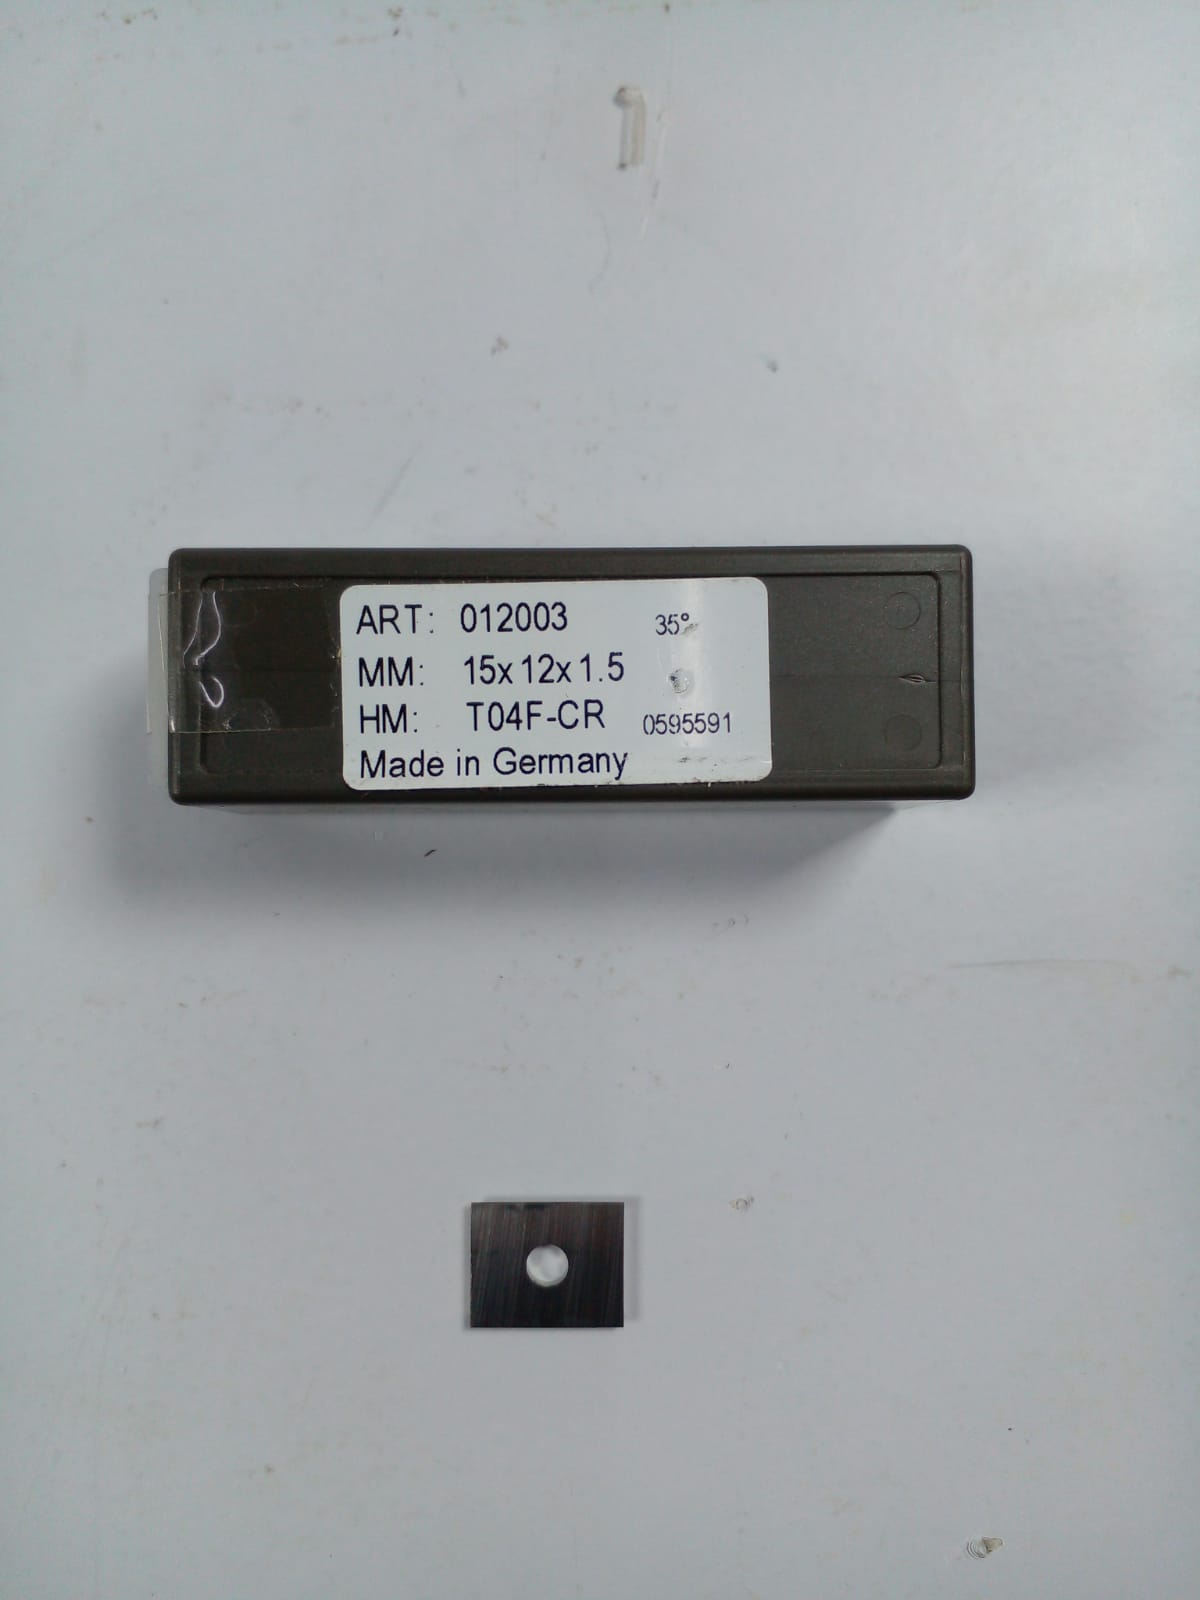 ART: 012003 35°
MM: 15x12x1.5
HM: T04F-CR 0595591
Made in Germany